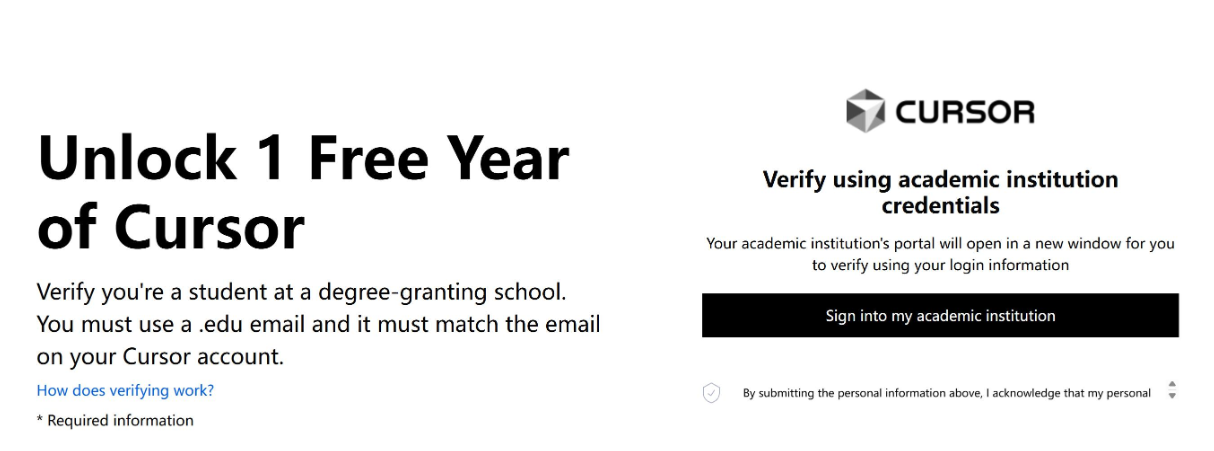 Unlock 1 Free Year
of Cursor
Verify you're a student at a degree-granting school.
You must use a .edu email and it must match the email
on your Cursor account.
How does verifying work?
* Required information
CURSOR
Verify using academic institution
credentials
Your academic institution's portal will open in a new window for you
to verify using your login information
Sign into my academic institution
By submitting the personal information above, I acknowledge that my personal